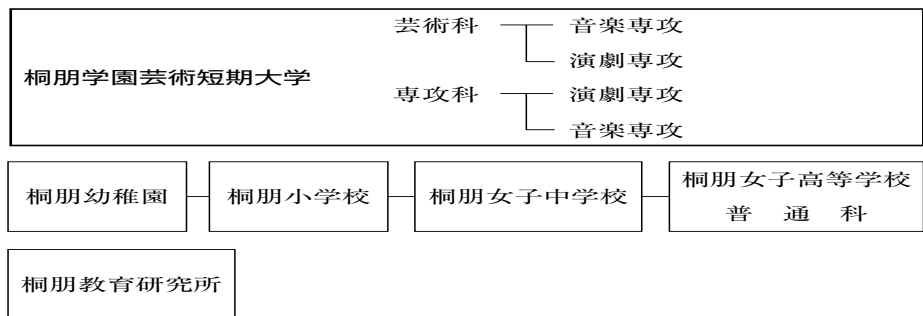 桐朋学園芸術短期大学
芸術科
音楽専攻
演劇専攻
専攻科
演劇専攻
音楽専攻
桐朋幼稚園
桐朋小学校
桐朋女子中学校
桐朋女子高等学校
普通科
桐朋教育研究所